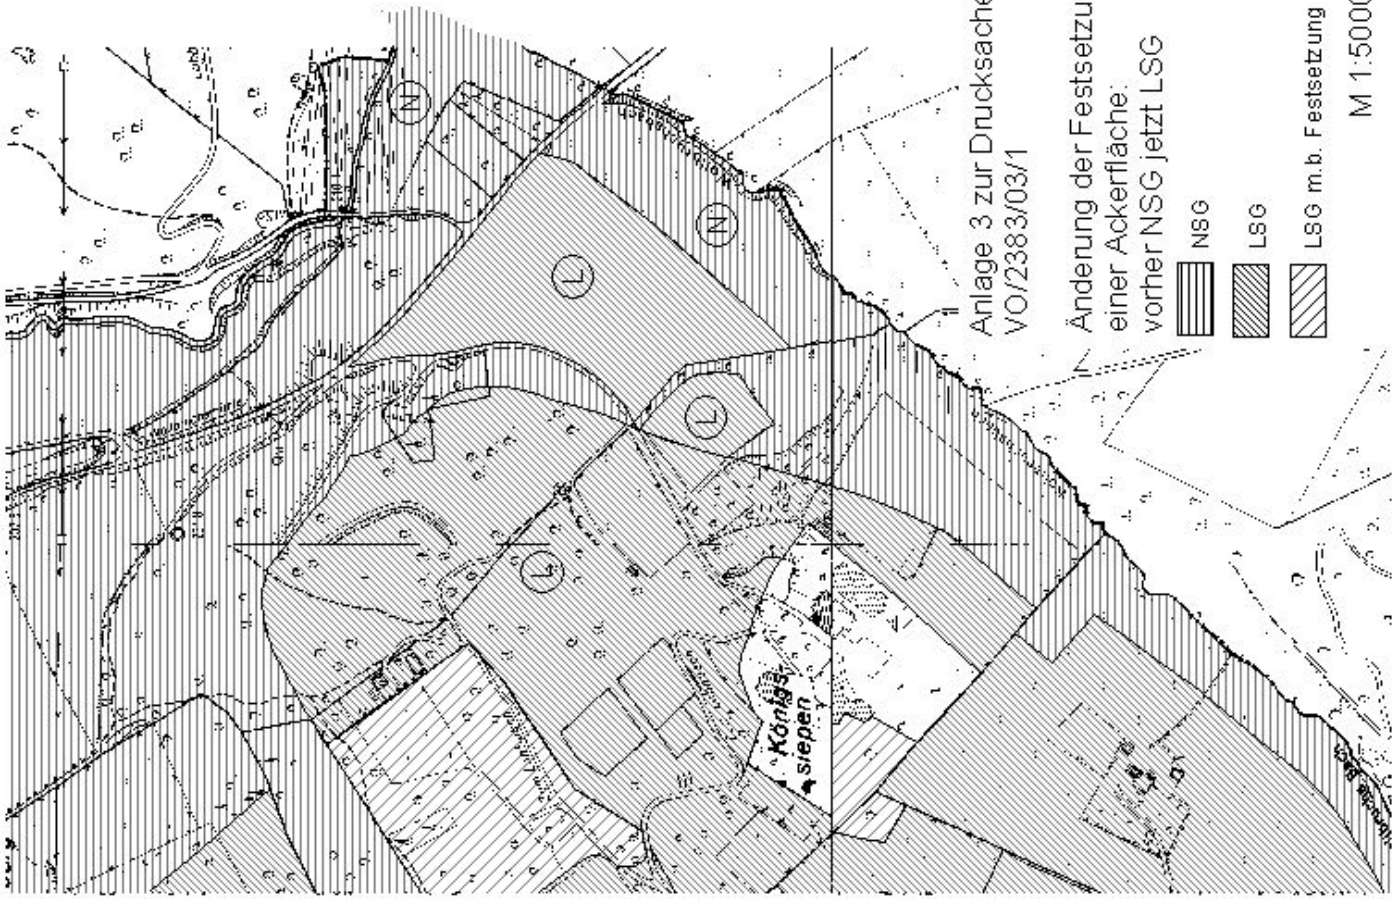 Anlage 3 zur Drucksache
VO/2383/03/1
Änderung der Festsetzu
einer Ackerfläche:
vorher NSG jetzt LSG
NSG
LSG
LSG m.b. Festsetzung
M 1:5000
N
N
L
L
L
Königs-
siepen